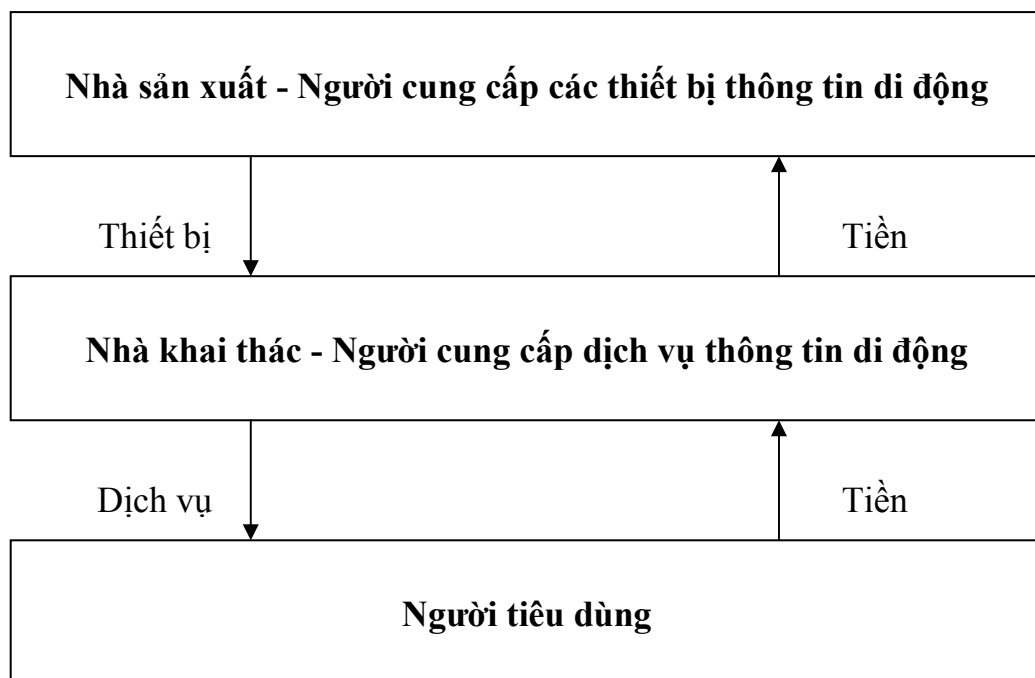 Nhà sản xuất - Người cung cấp các thiết bị thông tin di động
Thiết bị
Tiền
Nhà khai thác - Người cung cấp dịch vụ thông tin di động
Dịch vụ
Tiền
Người tiêu dùng